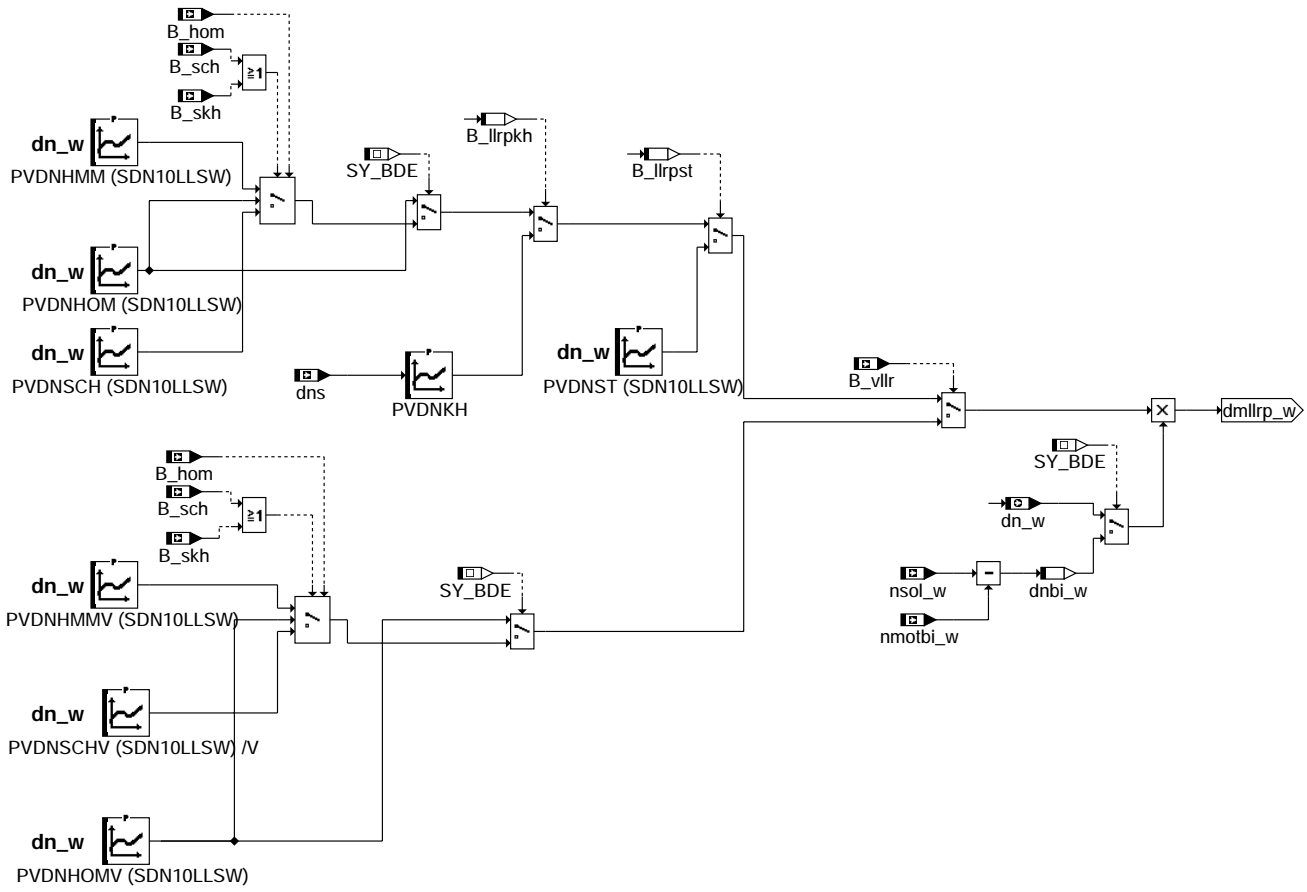 B_hom
B_sch
≥1
B_skh
P
dn_w
PVDNHMM (SDN10LLSW)
SY_BDE
B_llrpkh
B_llrpst
P
dn_w
PVDNHOM (SDN10LLSW)
P
dn_w
PVDNSCH (SDN10LLSW)
dns
P
PVDNKH
P
dn_w
PVDNST (SDN10LLSW)
B_vllr
dmllrp_w
B_hom
B_sch
≥1
B_skh
SY_BDE
dn_w
nsol_w
dnbi_w
nmotbi_w
P
dn_w
PVDNHMMV (SDN10LLSW)
SY_BDE
P
dn_w
PVDNSCHV (SDN10LLSW) /V
P
dn_w
PVDNHOMV (SDN10LLSW)